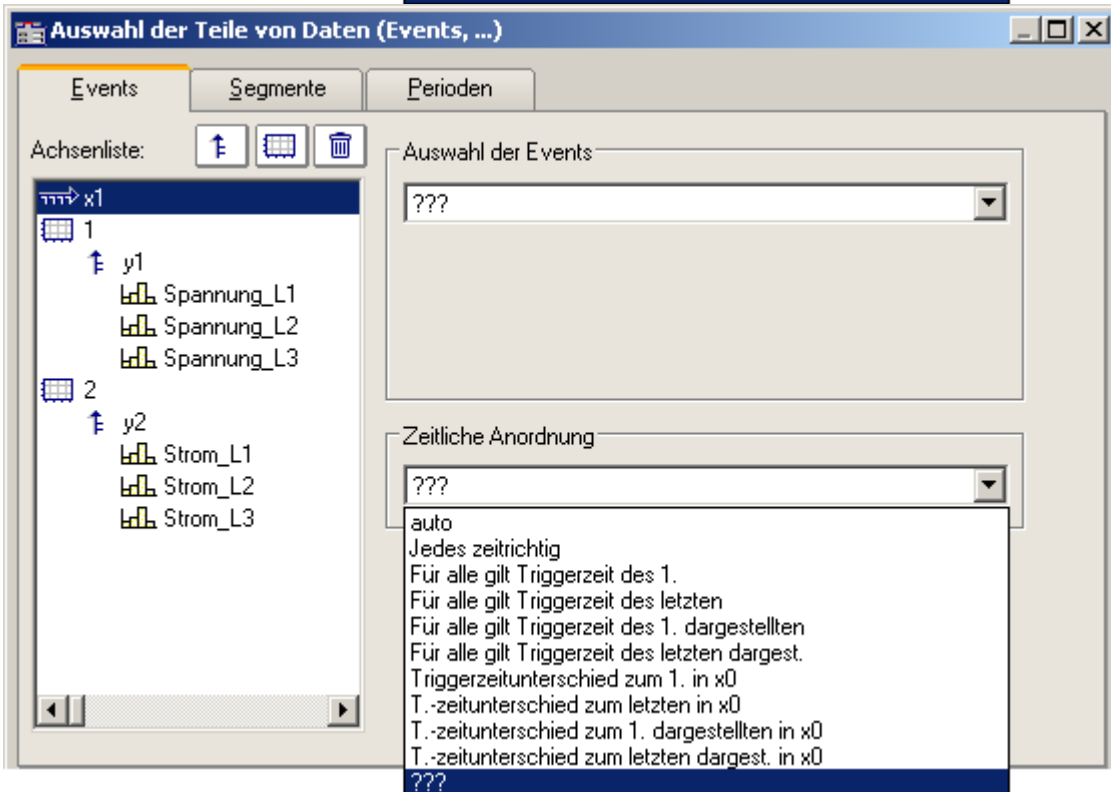 Auswahl der Teile von Daten (Events, ...)
Events
Segmente
Perioden
Achsenliste:
x1
1
y1
Spannung_L1
Spannung_L2
Spannung_L3
2
y2
Strom_L1
Strom_L2
Strom_L3
Auswahl der Events
???
Zeitliche Anordnung
???
auto
Jedes zeitrichtig
Für alle gilt Triggerzeit des 1.
Für alle gilt Triggerzeit des letzten
Für alle gilt Triggerzeit des 1. dargestellten
Für alle gilt Triggerzeit des letzten dargest.
Triggerzeitunterschied zum 1. in x0
T.-zeitunterschied zum letzten in x0
T.-zeitunterschied zum 1. dargestellten in x0
T.-zeitunterschied zum letzten dargest. in x0
???